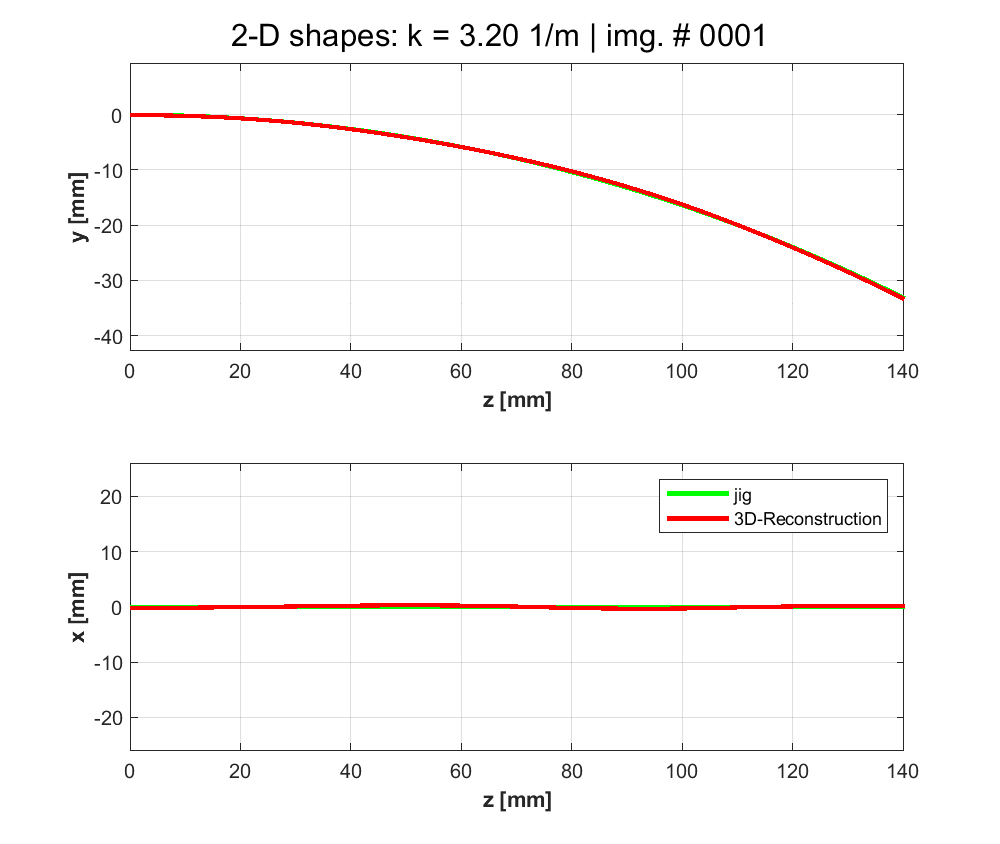 2-D shapes: k = 3.20 1/m | img. # 0001
0
-10
-20
-30
-40
y [mm]
0 20 40 60 80 100 120 140
z [mm]
20
10
0
-10
-20
x [mm]
jig
3D-Reconstruction
0 20 40 60 80 100 120 140
z [mm]